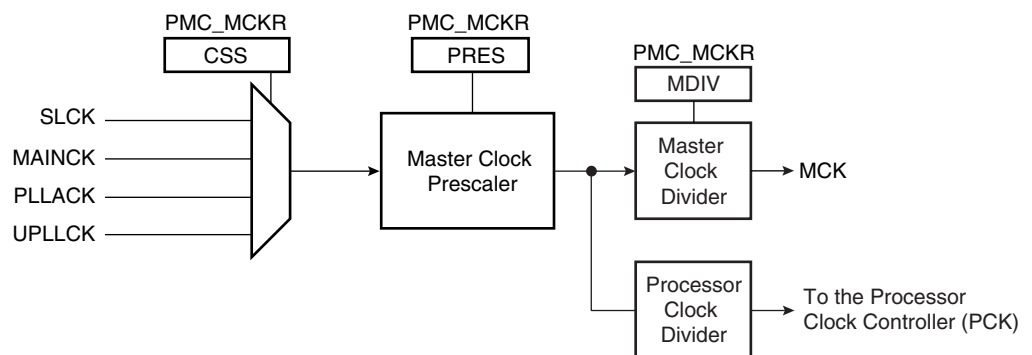 PMC_MCKR
CSS
PMC_MCKR
PRES
PMC_MCKR
MDIV
SLCK
MAINCK
PLLACK
UPLLCK
Master Clock
Prescaler
Master
Clock
Divider
MCK
Processor
Clock
Divider
To the Processor
Clock Controller (PCK)